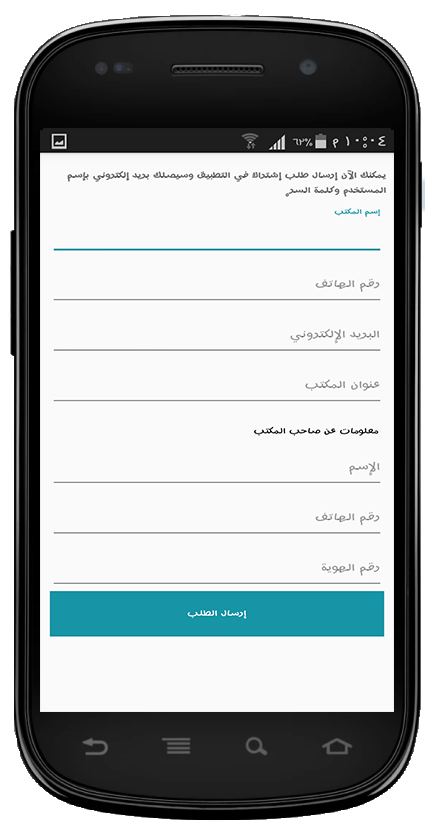 ٦٢% ١٠:٠٤ م
يمكنك الآن إرسال طلب إشتراك في التطبيق وسيصلك بريد إلكتروني بإسم
المستخدم وكلمة السر.
إسم المكتب
رقم الهاتف
البريد الإلكتروني
عنوان المكتب
معلومات عن صاحب المكتب
الإسم
رقم الهاتف
رقم الهوية
إرسال الطلب